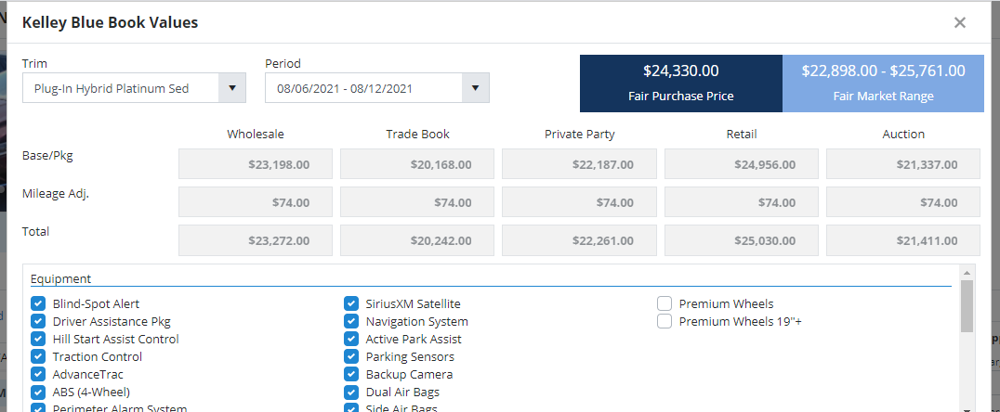 Kelley Blue Book Values
Trim
Period
Plug-In Hybrid Platinum Sed
08/06/2021 - 08/12/2021
$24,330.00
Fair Purchase Price
$22,898.00 - $25,761.00
Fair Market Range
Wholesale Trade Book Private Party Retail Auction
Base/Pkg $23,198.00 $20,168.00 $22,187.00 $24,956.00 $21,337.00
Mileage Adj. $74.00 $74.00 $74.00 $74.00 $74.00
Total $23,272.00 $20,242.00 $22,261.00 $25,030.00 $21,411.00
Equipment
Blind-Spot Alert SiriusXM Satellite Premium Wheels
Driver Assistance Pkg Navigation System Premium Wheels 19"+
Hill Start Assist Control Active Park Assist
Traction Control Parking Sensors
AdvanceTrac Backup Camera
ABS (4-Wheel) Dual Air Bags
Perimeter Alarm System Side Air Bags